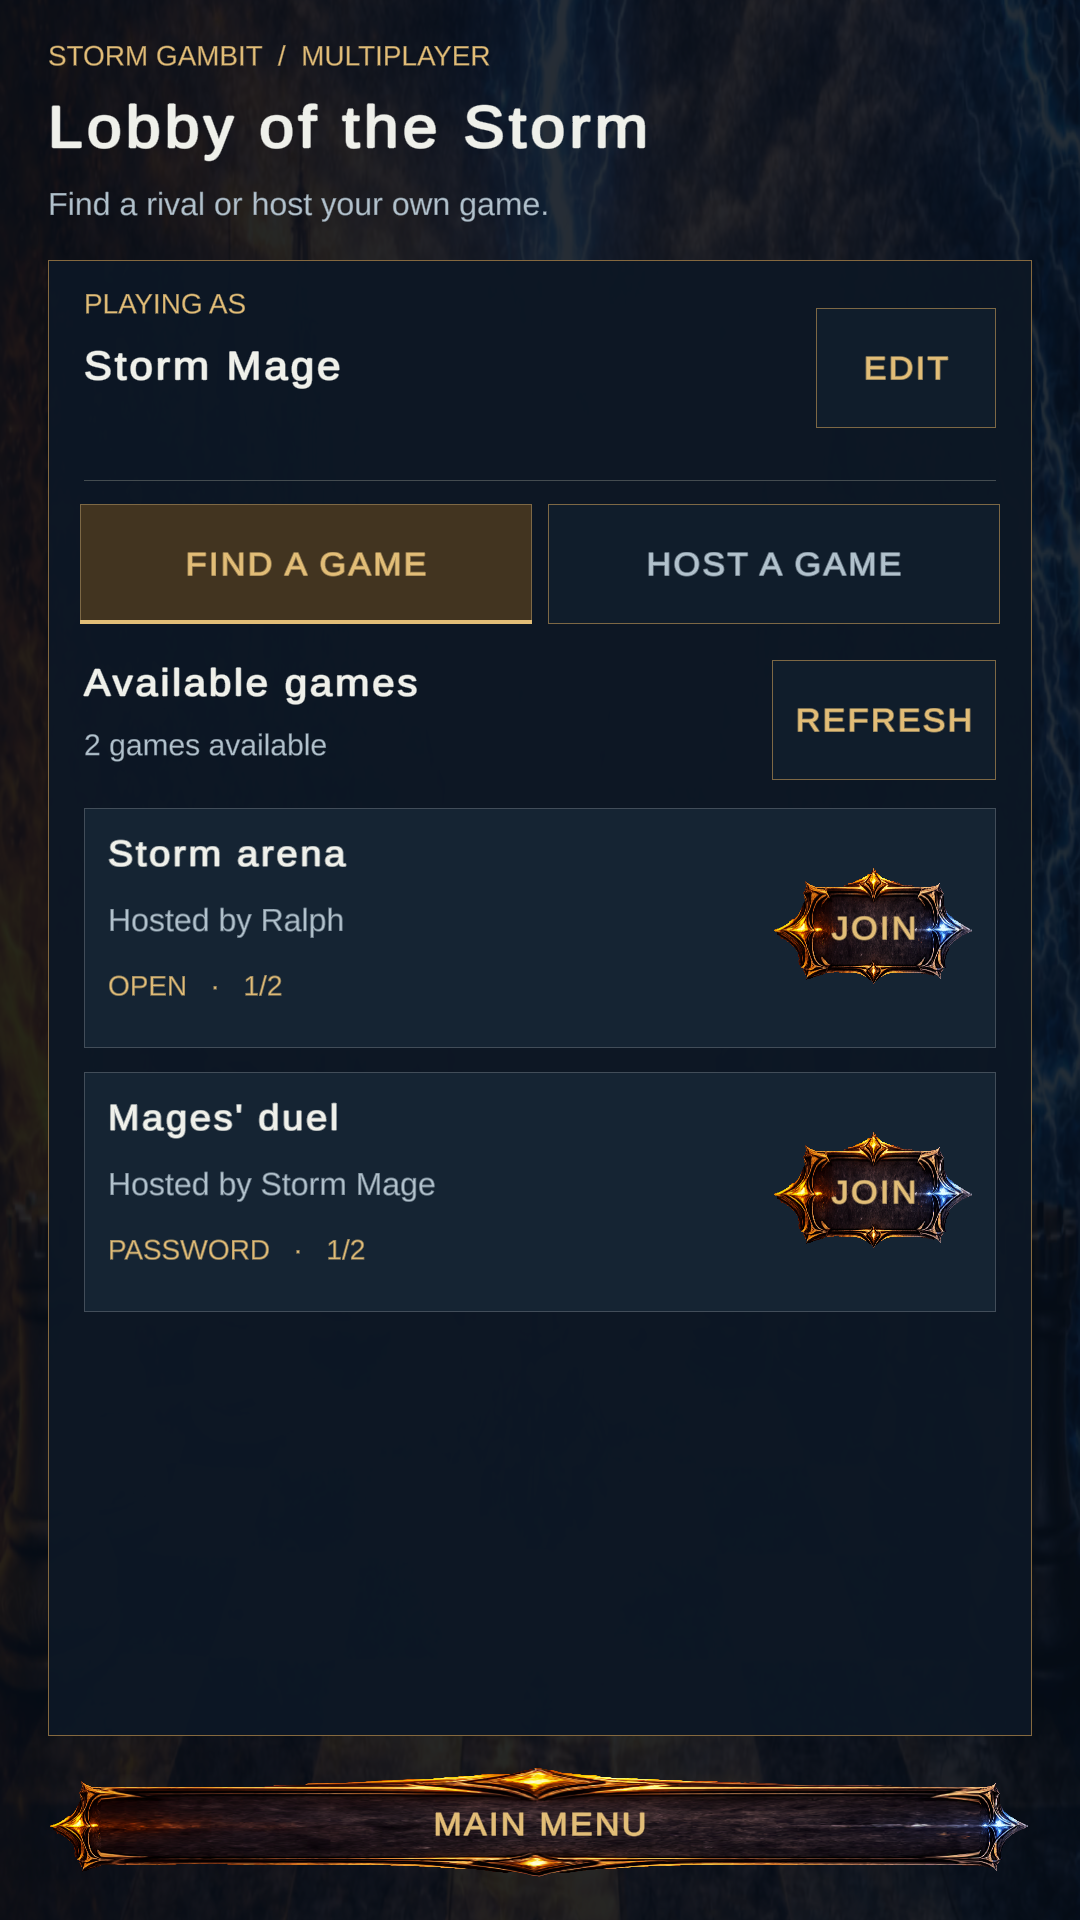 STORM GAMBIT / MULTIPLAYER
Lobby of the Storm
Find a rival or host your own game.
PLAYING AS
Storm Mage
EDIT
FIND A GAME
HOST A GAME
Available games
2 games available
REFRESH
Storm arena
Hosted by Ralph
OPEN · 1/2
JOIN
Mages' duel
Hosted by Storm Mage
PASSWORD · 1/2
JOIN
MAIN MENU